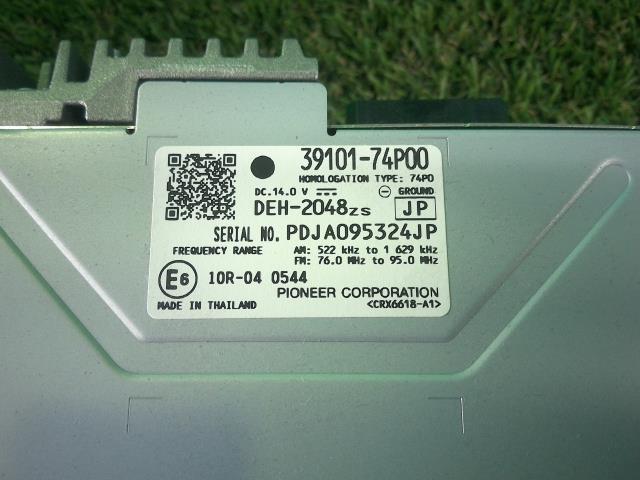 39101-74P00
HOMOLOGATION TYPE: 74P0
DC.14.0 V GROUND
DEH-2048ZS JP
SERIAL NO. PDJA095324JP
FREQUENCY RANGE AM: 522 kHz to 1 629 kHz
FM: 76.0 MHz to 95.0 MHz
E6 10R-04 0544
PIONEER CORPORATION
MADE IN THAILAND <CRX6618-A1>